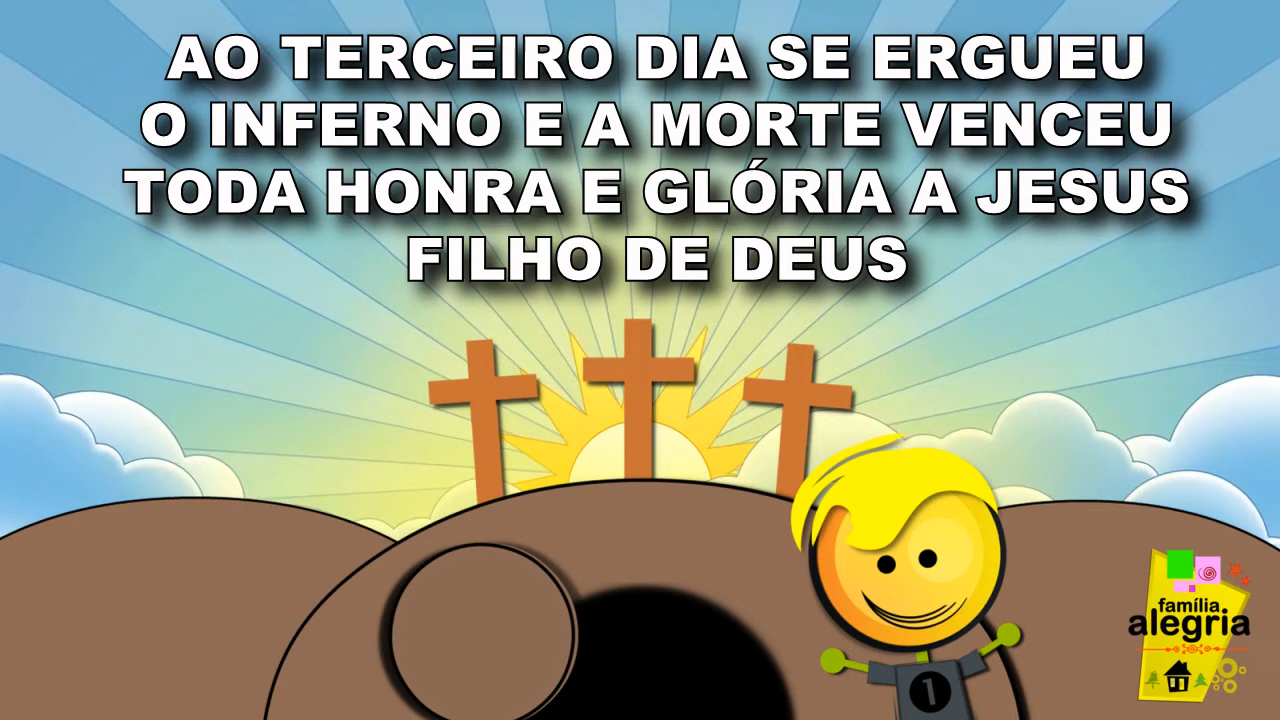 AO TERCEIRO DIA SE ERGUEU
O INFERNO E A MORTE VENCEU
TODA HONRA E GLÓRIA A JESUS
FILHO DE DEUS
família
alegria
1